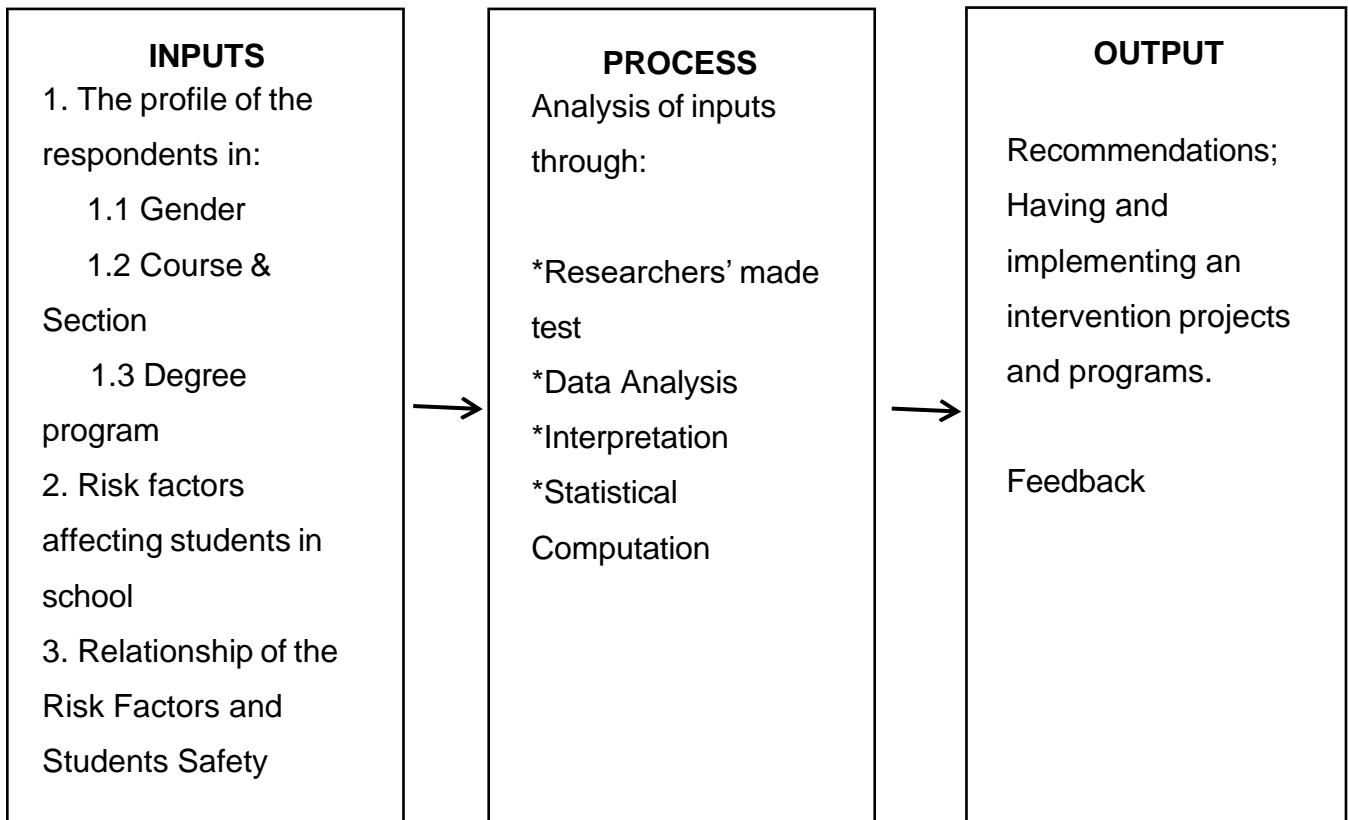 INPUTS
1. The profile of the
respondents in:
1.1 Gender
1.2 Course &
Section
1.3 Degree
program
2. Risk factors
affecting students in
school
3. Relationship of the
Risk Factors and
Students Safety
PROCESS
Analysis of inputs
through:
*Researchers’ made
test
*Data Analysis
*Interpretation
*Statistical
Computation
OUTPUT
Recommendations;
Having and
implementing an
intervention projects
and programs.
Feedback